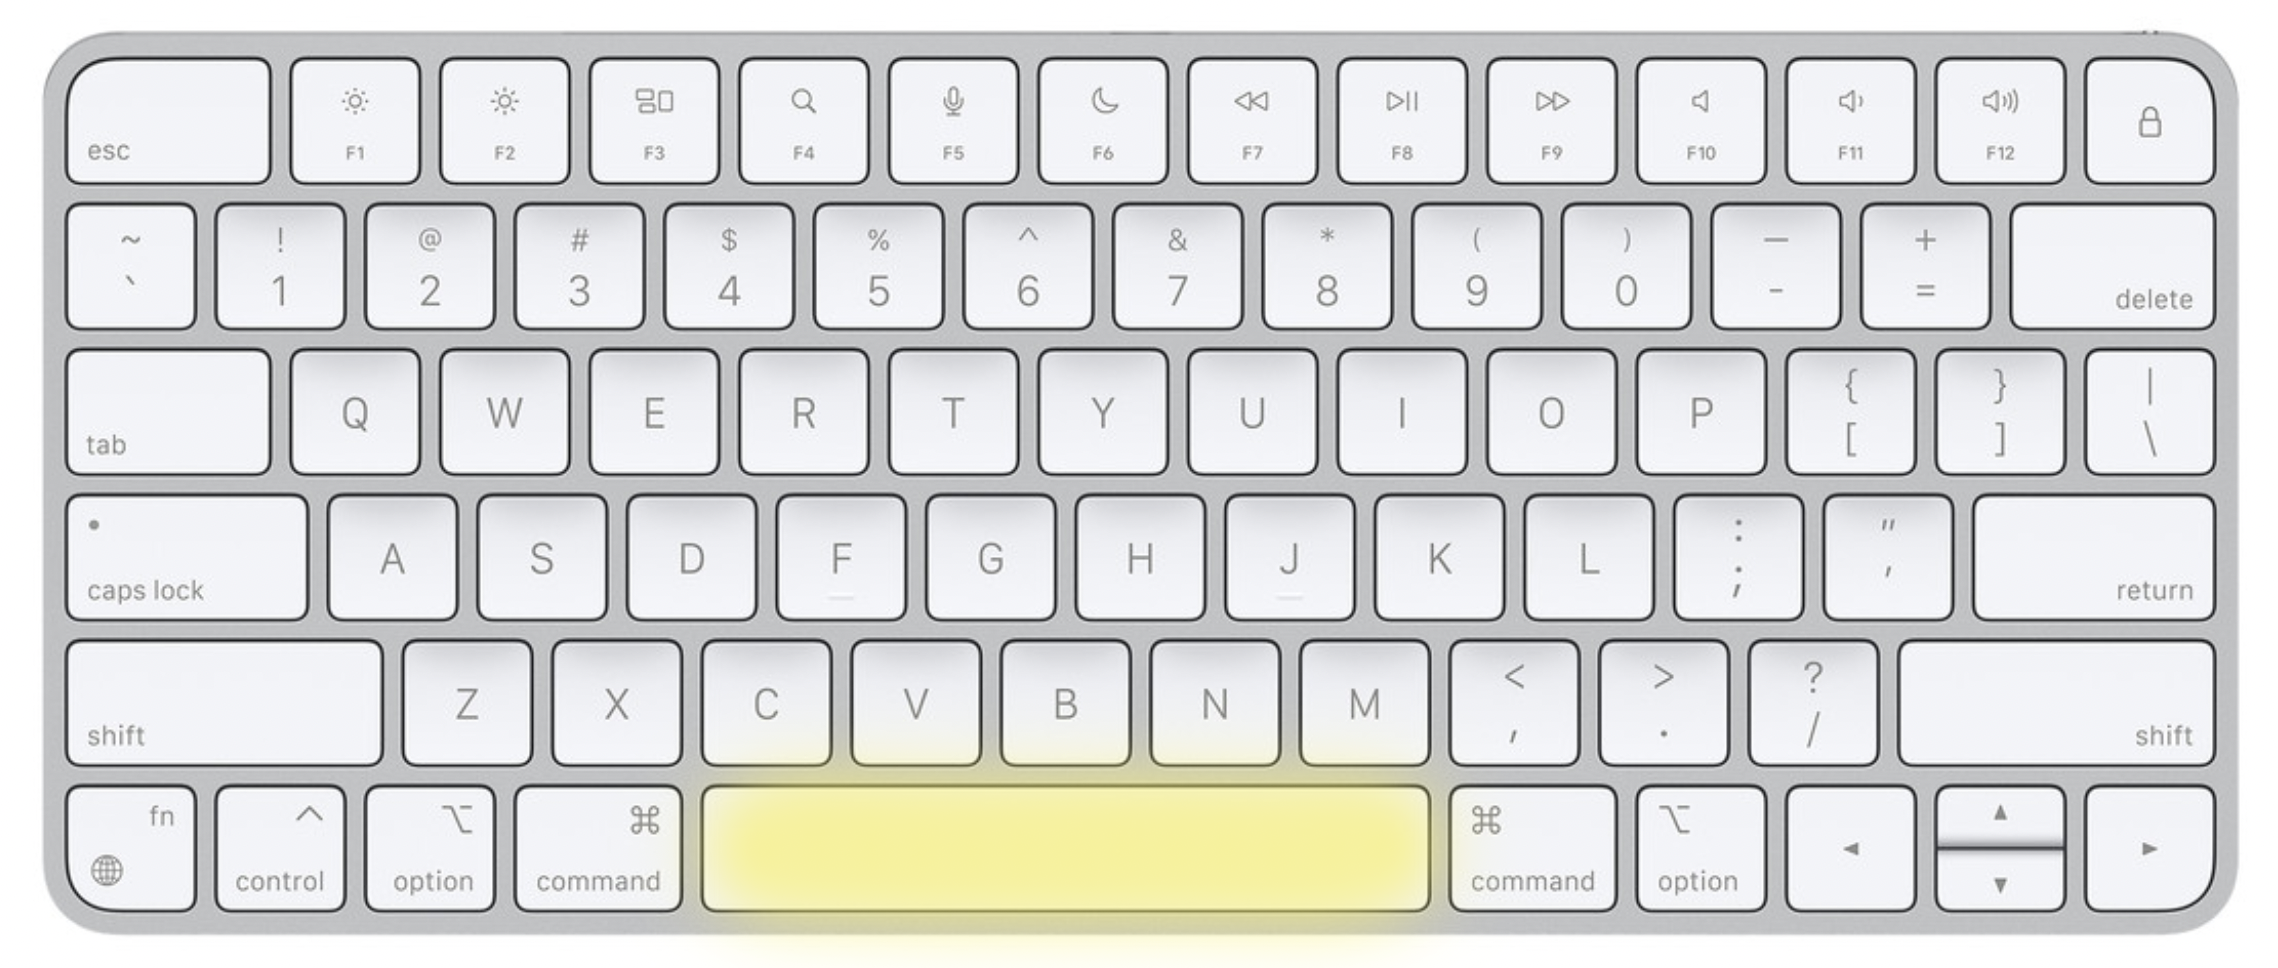 esc F1 F2 F3 F4 F5 F6 F7 F8 F9 F10 F11 F12
~ ! @ # $ % ^ & * ( ) — +
` 1 2 3 4 5 6 7 8 9 0 - = delete
tab Q W E R T Y U I O P { } |
[ ] \
caps lock A S D F G H J K L : "
; ' return
shift Z X C V B N M < > ?
, . / shift
fn ^ ⌥ ⌘ ⌘ ⌥ ▲
◀ ▶
control option command command option ▼